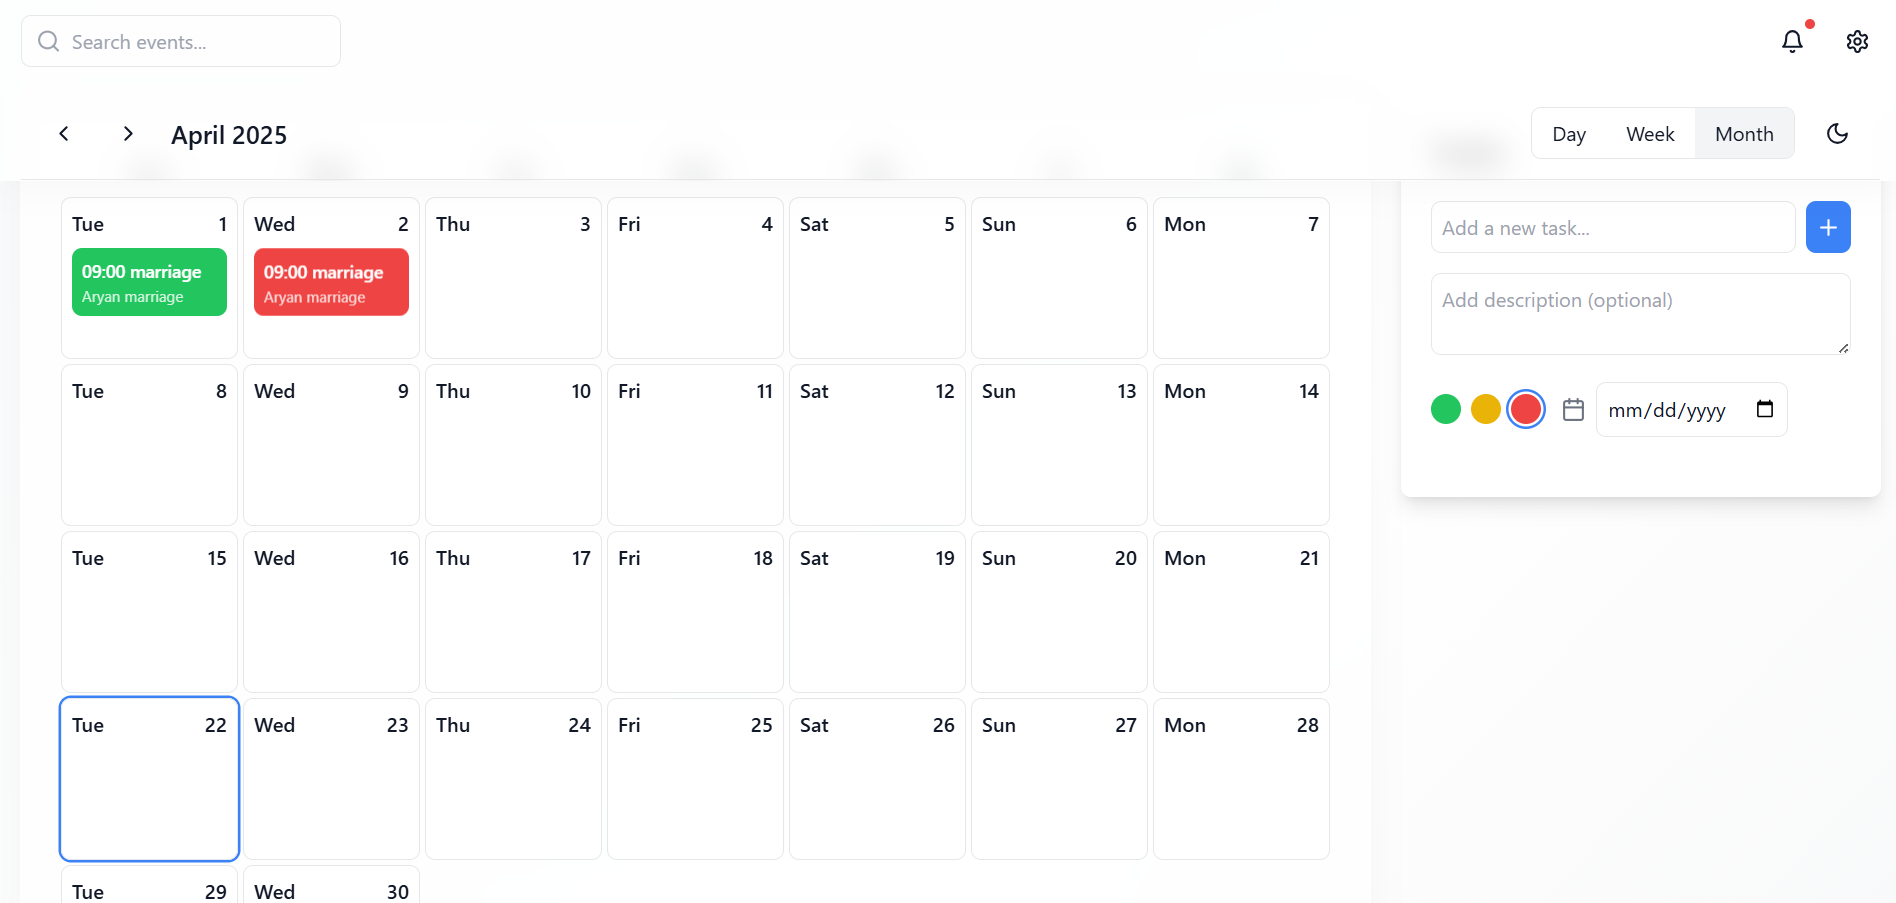 Search events...
April 2025
Day Week Month
Tue 1 Wed 2 Thu 3 Fri 4 Sat 5 Sun 6 Mon 7
09:00 marriage
Aryan marriage
09:00 marriage
Aryan marriage
Tue 8 Wed 9 Thu 10 Fri 11 Sat 12 Sun 13 Mon 14
Tue 15 Wed 16 Thu 17 Fri 18 Sat 19 Sun 20 Mon 21
Tue 22 Wed 23 Thu 24 Fri 25 Sat 26 Sun 27 Mon 28
Tue 29 Wed 30
Add a new task...
Add description (optional)
mm/dd/yyyy